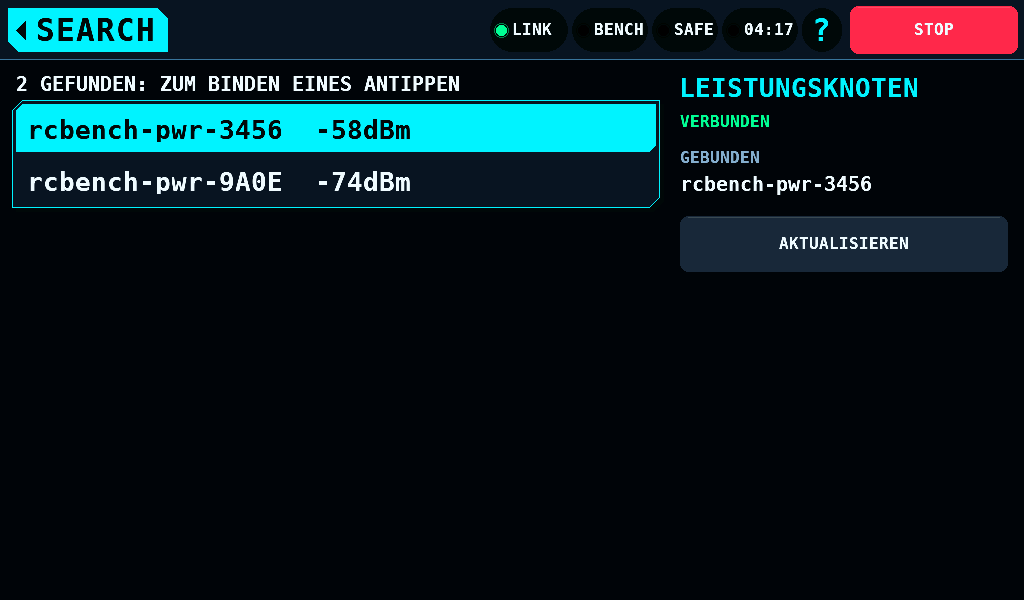 SEARCH
LINK
BENCH
SAFE
04:17
?
STOP
2 GEFUNDEN: ZUM BINDEN EINES ANTIPPEN
rcbench-pwr-3456 -58dBm
rcbench-pwr-9A0E -74dBm
LEISTUNGSKNOTEN
VERBUNDEN
GEBUNDEN
rcbench-pwr-3456
AKTUALISIEREN